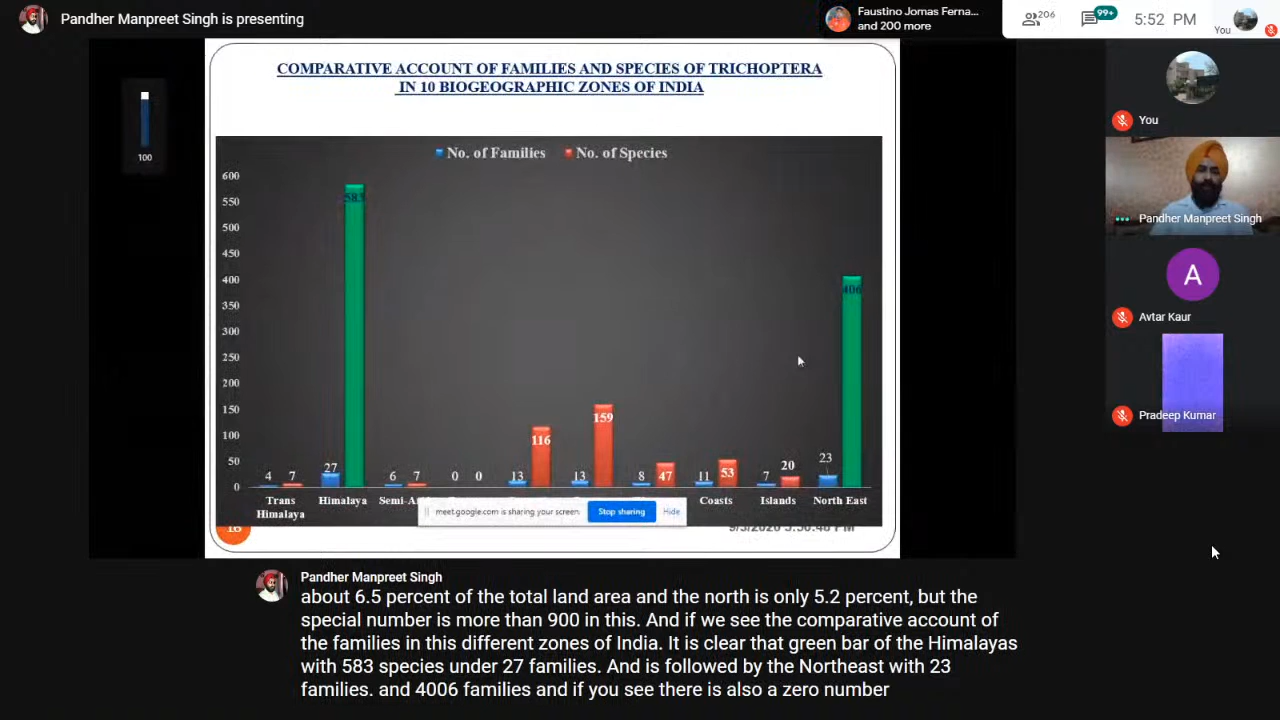 Pandher Manpreet Singh is presenting
Faustino Jomas Ferna...
and 200 more
206
99+
5:52 PM
You
COMPARATIVE ACCOUNT OF FAMILIES AND SPECIES OF TRICHOPTERA
IN 10 BIOGEOGRAPHIC ZONES OF INDIA
100
No. of Families No. of Species
600
550
500
450
400
350
300
250
200
150
100
50
0
4 7 27 583 6 7 0 0 13 116 13 159 8 47 11 53 7 20 23 406
Trans Himalaya Coasts Islands North East
Himalaya
meet.google.com is sharing your screen Stop sharing Hide
You
Pandher Manpreet Singh
A
Avtar Kaur
Pradeep Kumar
Pandher Manpreet Singh
about 6.5 percent of the total land area and the north is only 5.2 percent, but the
special number is more than 900 in this. And if we see the comparative account of
the families in this different zones of India. It is clear that green bar of the Himalayas
with 583 species under 27 families. And is followed by the Northeast with 23
families. and 4006 families and if you see there is also a zero number